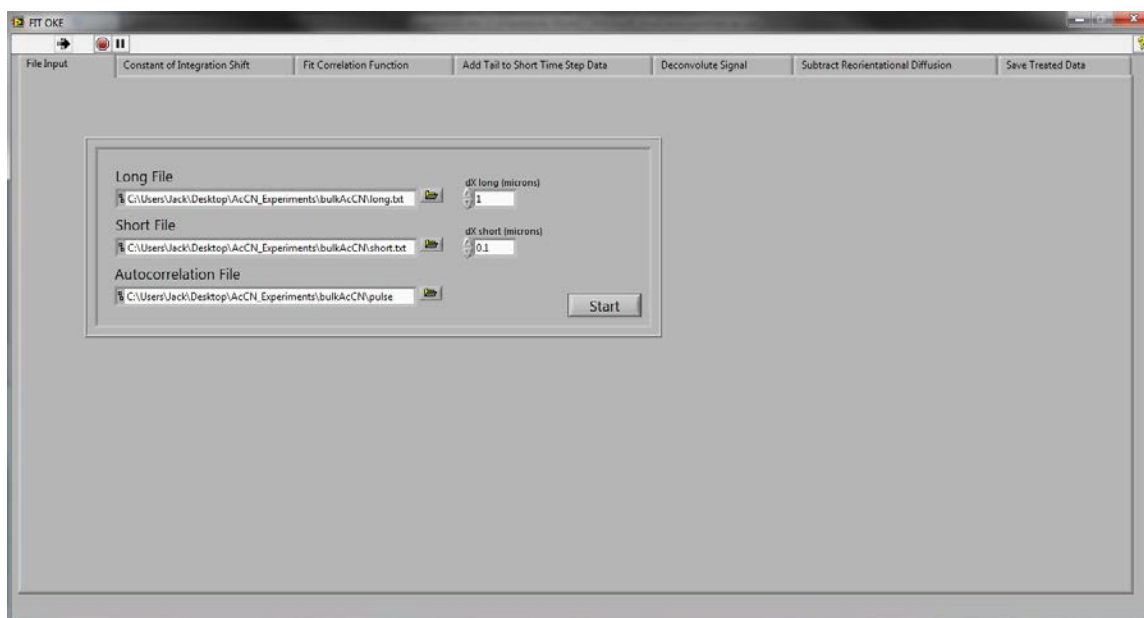 FIT OKE
File Input
Constant of Integration Shift
Fit Correlation Function
Add Tail to Short Time Step Data
Deconvolute Signal
Subtract Reorientational Diffusion
Save Treated Data
Long File
C:\Users\Jack\Desktop\AcCN_Experiments\bulkAcCN\long.txt
dX long (microns)
1
Short File
C:\Users\Jack\Desktop\AcCN_Experiments\bulkAcCN\short.txt
dX short (microns)
0.1
Autocorrelation File
C:\Users\Jack\Desktop\AcCN_Experiments\bulkAcCN\pulse
Start